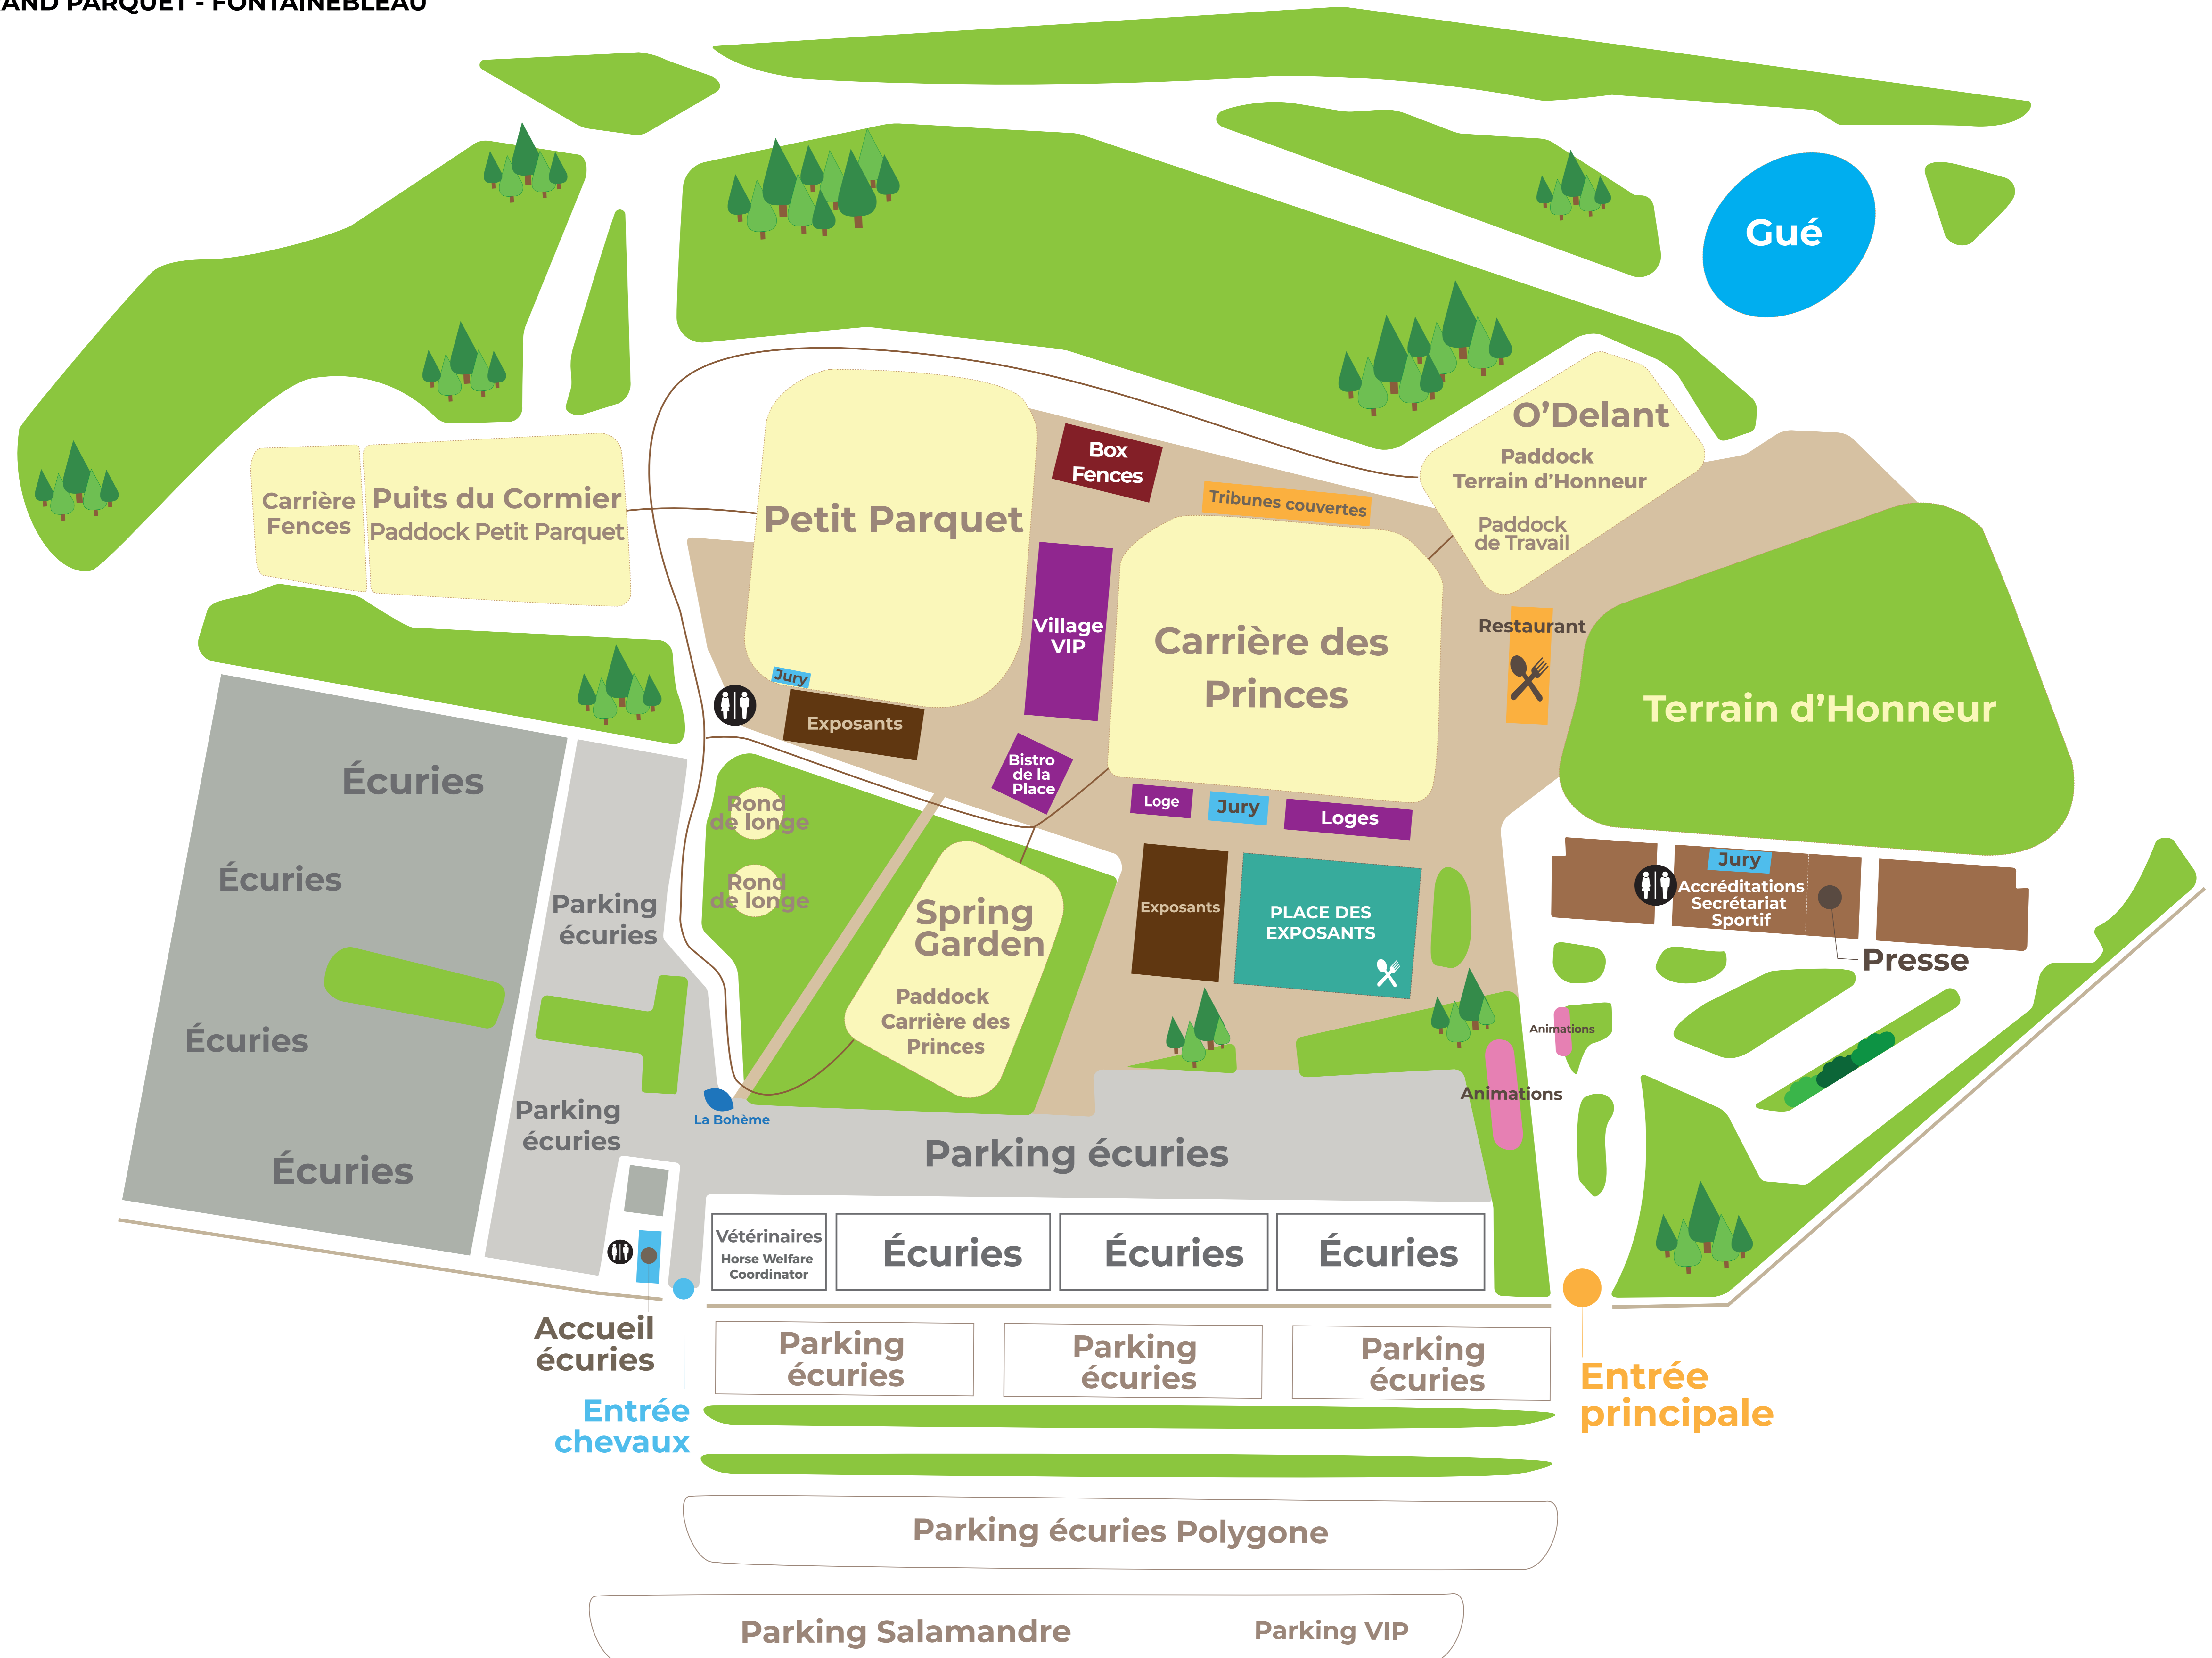 AND PARQUET - FONTAINEBLEAU
Gué
O'Delant
Paddock
Terrain d'Honneur
Paddock
de Travail
Box
Fences
Tribunes couvertes
Carrière
Fences
Puits du Cormier
Paddock Petit Parquet
Petit Parquet
Village
VIP
Carrière des
Princes
Restaurant
Terrain d'Honneur
Jury
Exposants
Bistro
de la
Place
Loge
Jury
Loges
Écuries
Écuries
Écuries
Écuries
Parking
écuries
Parking
écuries
Rond
de longe
Rond
de longe
Spring
Garden
Paddock
Carrière des
Princes
Exposants
PLACE DES
EXPOSANTS
Jury
Accréditations
Secrétariat
Sportif
Presse
Animations
Animations
La Bohème
Parking écuries
Vétérinaires
Horse Welfare
Coordinator
Écuries
Écuries
Écuries
Accueil
écuries
Entrée
chevaux
Parking
écuries
Parking
écuries
Parking
écuries
Entrée
principale
Parking écuries Polygone
Parking Salamandre
Parking VIP